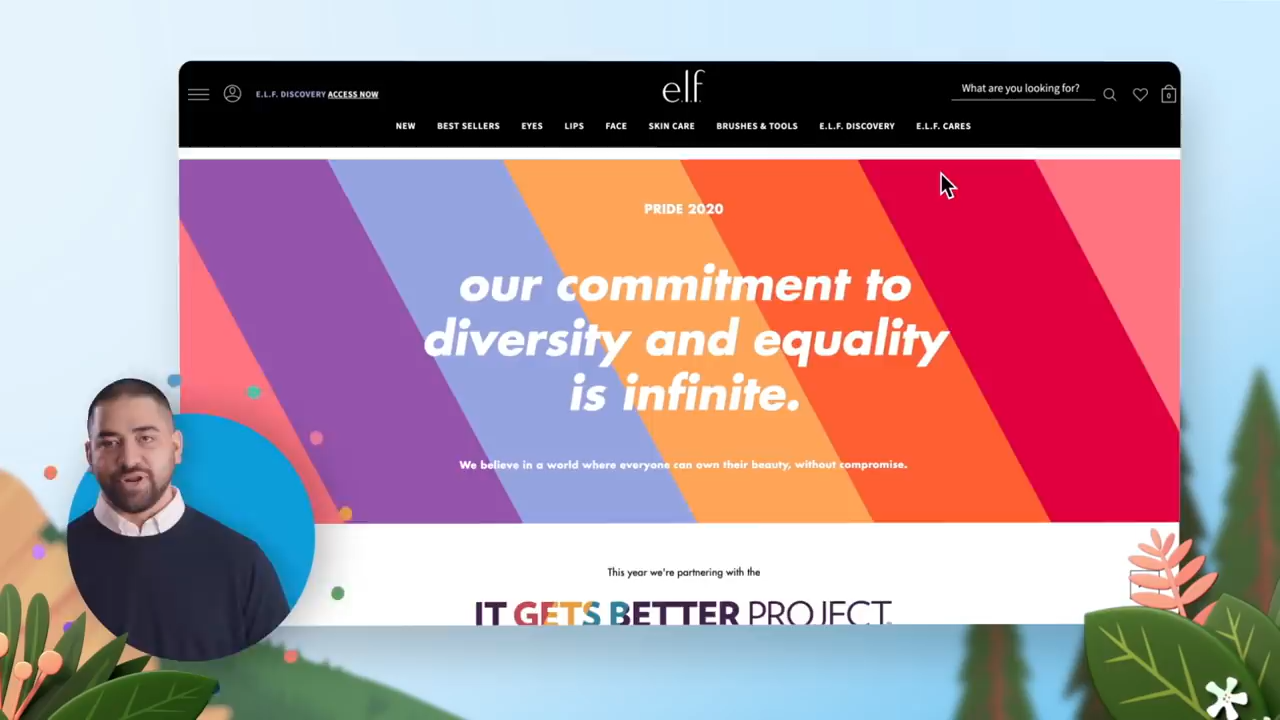 E.L.F. DISCOVERY ACCESS NOW
e.l.f.
What are you looking for?
0
NEW BEST SELLERS EYES LIPS FACE SKIN CARE BRUSHES & TOOLS E.L.F. DISCOVERY E.L.F. CARES
PRIDE 2020
our commitment to
diversity and equality
is infinite.
We believe in a world where everyone can own their beauty, without compromise.
This year we're partnering with the
IT GETS BETTER PROJECT.